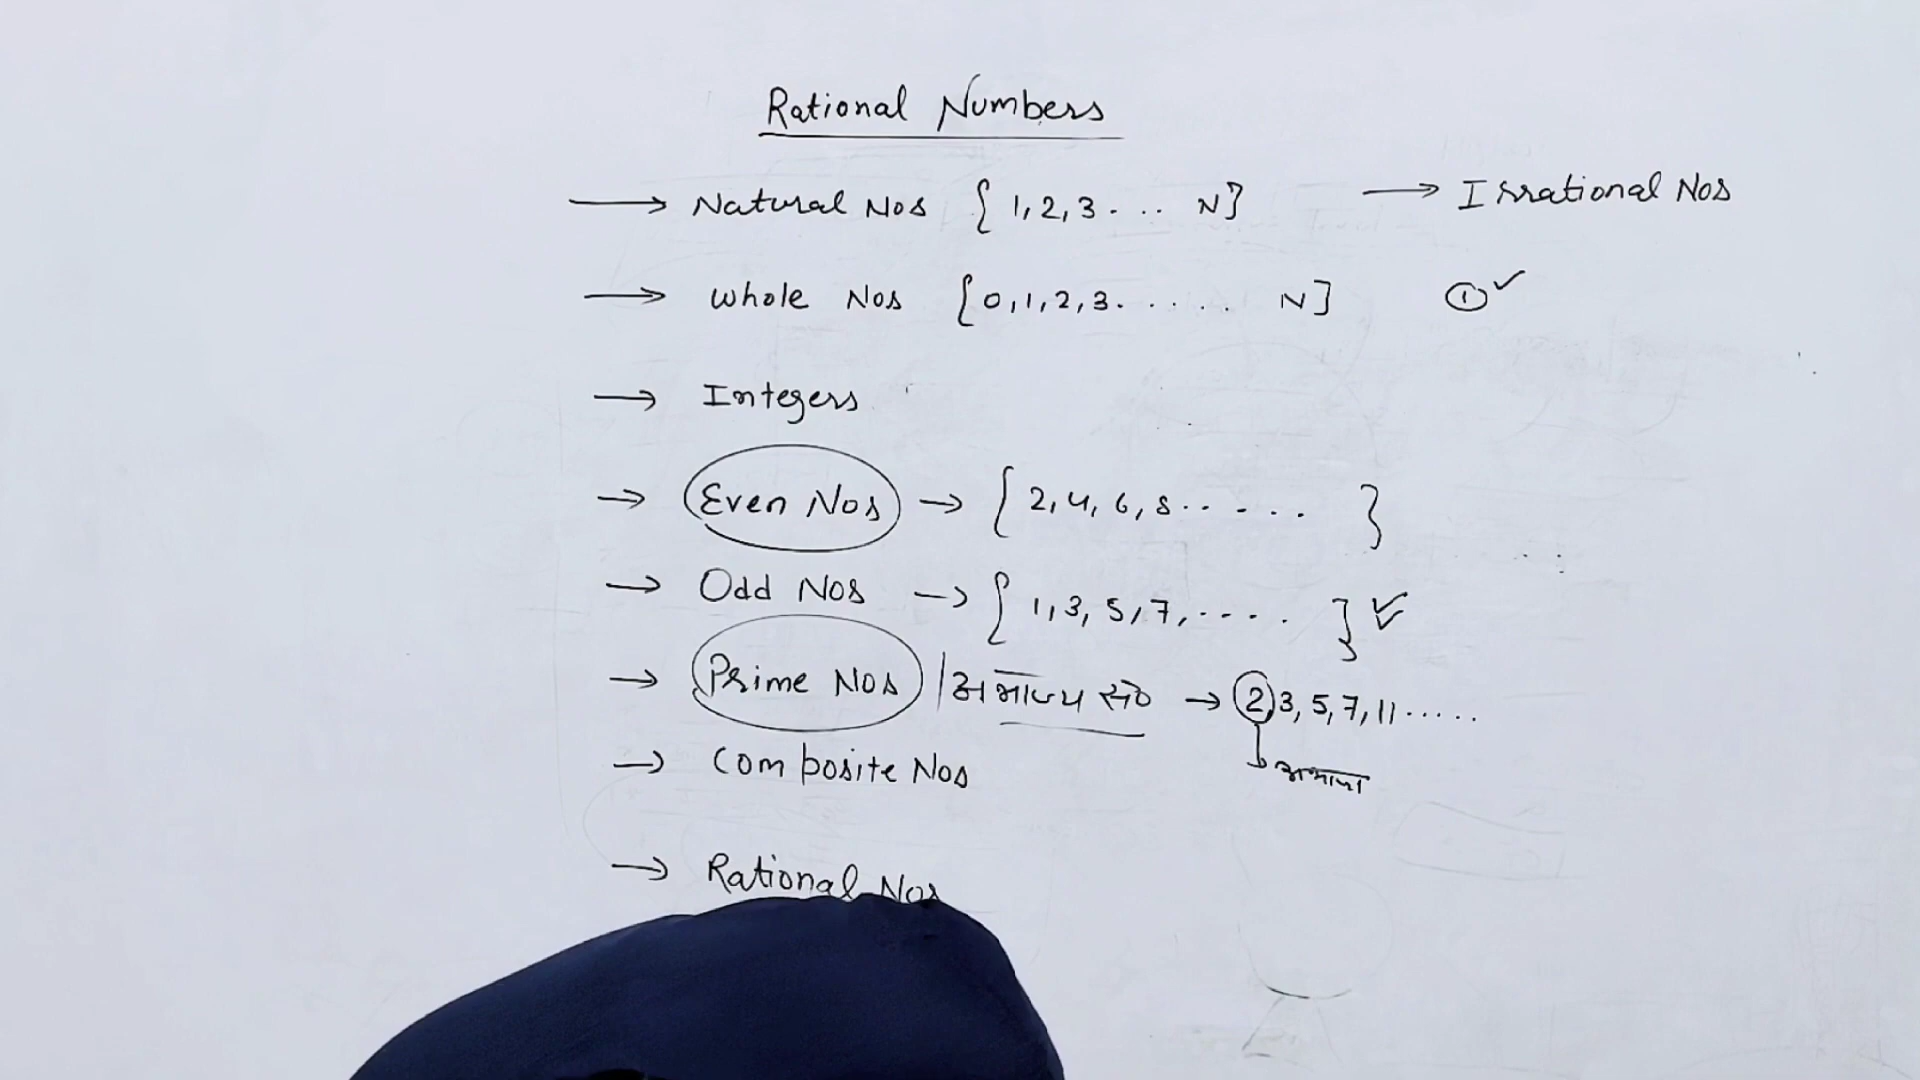 Rational Numbers
→ Natural Nos { 1, 2, 3 . . . N}
→ Irrational Nos
→ Whole Nos {0, 1, 2, 3 . . . . . N}
① ✓
→ Integers
→ Even Nos → { 2, 4, 6, 8 . . . . . }
→ Odd Nos → { 1, 3, 5, 7, . . . . . } ✓
→ Prime Nos | अभाज्य सं० → 2, 3, 5, 7, 11 . . . . .
→ Composite Nos
→ Rational Nos